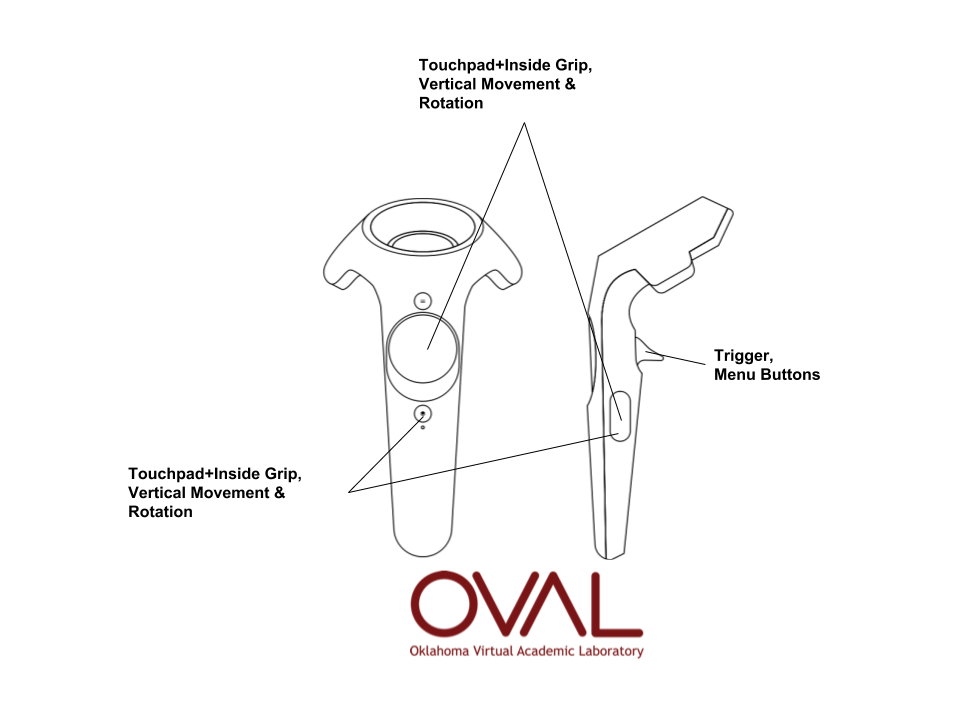 Touchpad+Inside Grip,
Vertical Movement &
Rotation
Trigger,
Menu Buttons
Touchpad+Inside Grip,
Vertical Movement &
Rotation
OVAL
Oklahoma Virtual Academic Laboratory